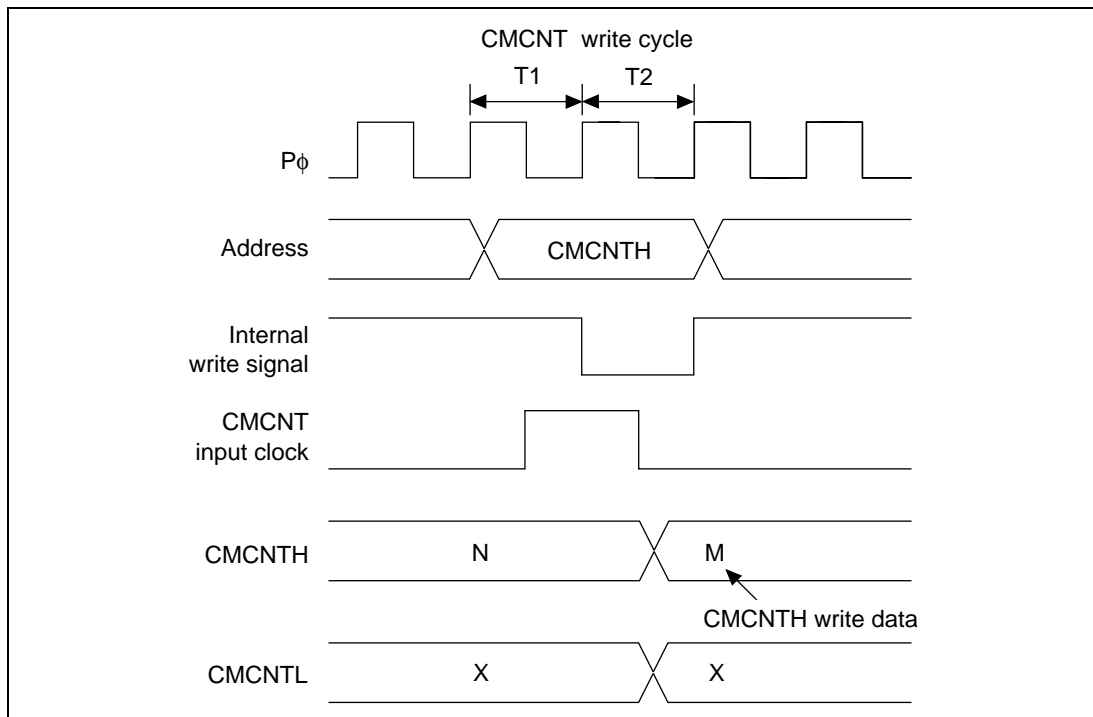 CMCNT write cycle
T1 T2
Pϕ
Address CMCNTH
Internal
write signal
CMCNT
input clock
CMCNTH N M
CMCNTH write data
CMCNTL X X